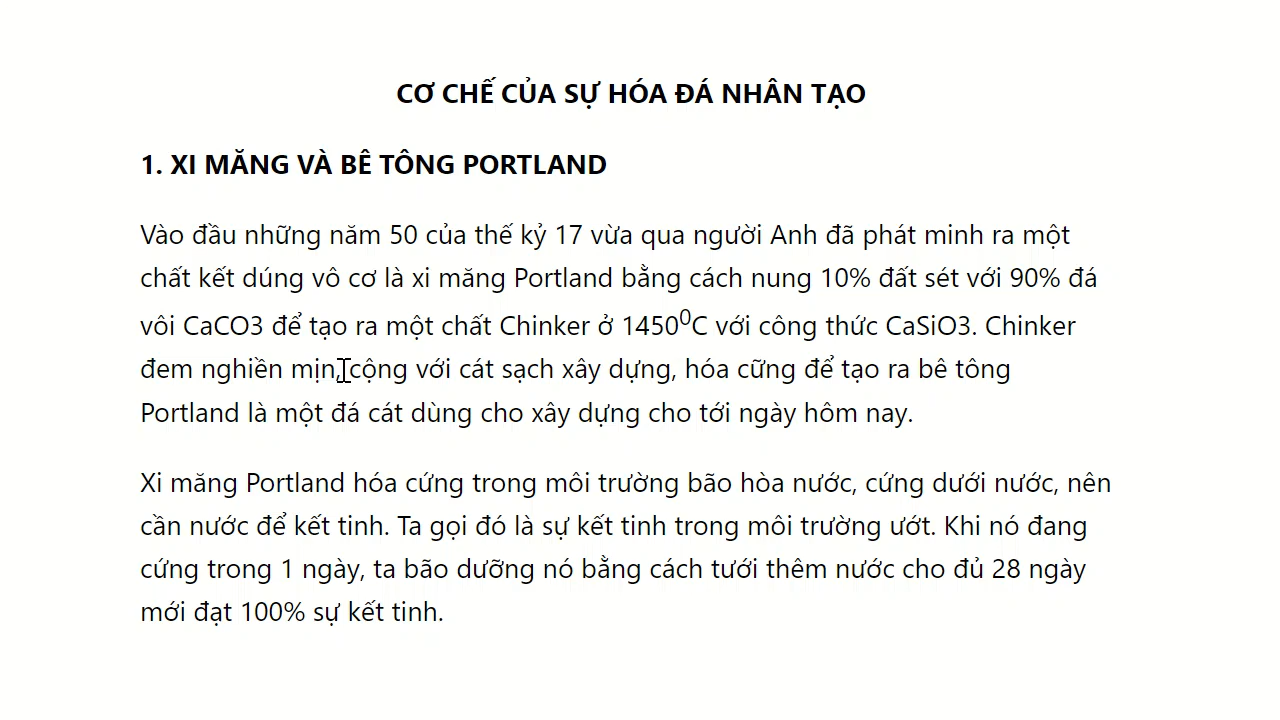 CƠ CHẾ CỦA SỰ HÓA ĐÁ NHÂN TẠO
1. XI MĂNG VÀ BÊ TÔNG PORTLAND
Vào đầu những năm 50 của thế kỷ 17 vừa qua người Anh đã phát minh ra một
chất kết dúng vô cơ là xi măng Portland bằng cách nung 10% đất sét với 90% đá
vôi CaCO3 để tạo ra một chất Chinker ở 1450⁰C với công thức CaSiO3. Chinker
đem nghiền mịn, cộng với cát sạch xây dựng, hóa cững để tạo ra bê tông
Portland là một đá cát dùng cho xây dựng cho tới ngày hôm nay.
Xi măng Portland hóa cứng trong môi trường bão hòa nước, cứng dưới nước, nên
cần nước để kết tinh. Ta gọi đó là sự kết tinh trong môi trường ướt. Khi nó đang
cứng trong 1 ngày, ta bão dưỡng nó bằng cách tưới thêm nước cho đủ 28 ngày
mới đạt 100% sự kết tinh.